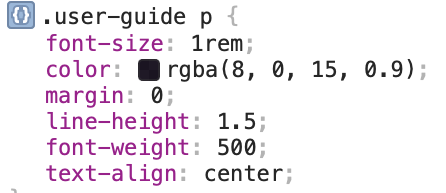 .user-guide p {
font-size: 1rem;
color: rgba(8, 0, 15, 0.9);
margin: 0;
line-height: 1.5;
font-weight: 500;
text-align: center;
}